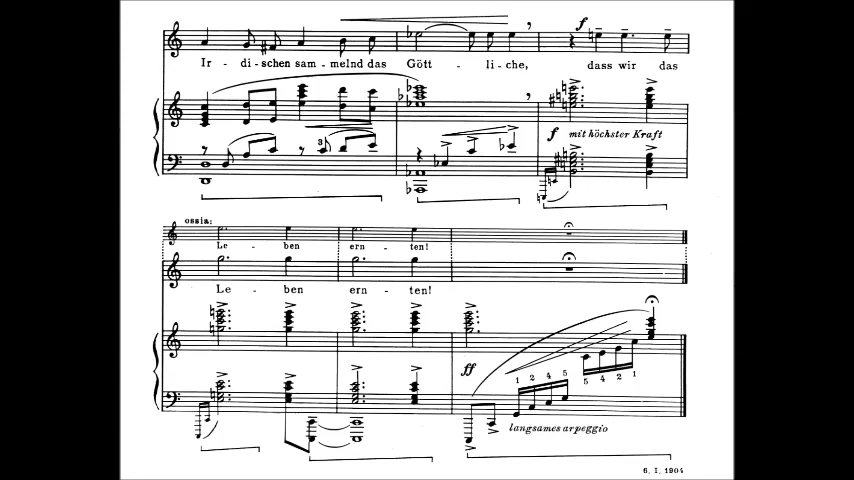 f
Ir - di - schen sam - melnd das Gött - li - che, dass wir das
3
f mit höchster Kraft
ossia:
Le - ben ern - ten!
Le - ben ern - ten!
ff
1 2 4 5 5 4 2 1
langsames arpeggio
6. I. 1904